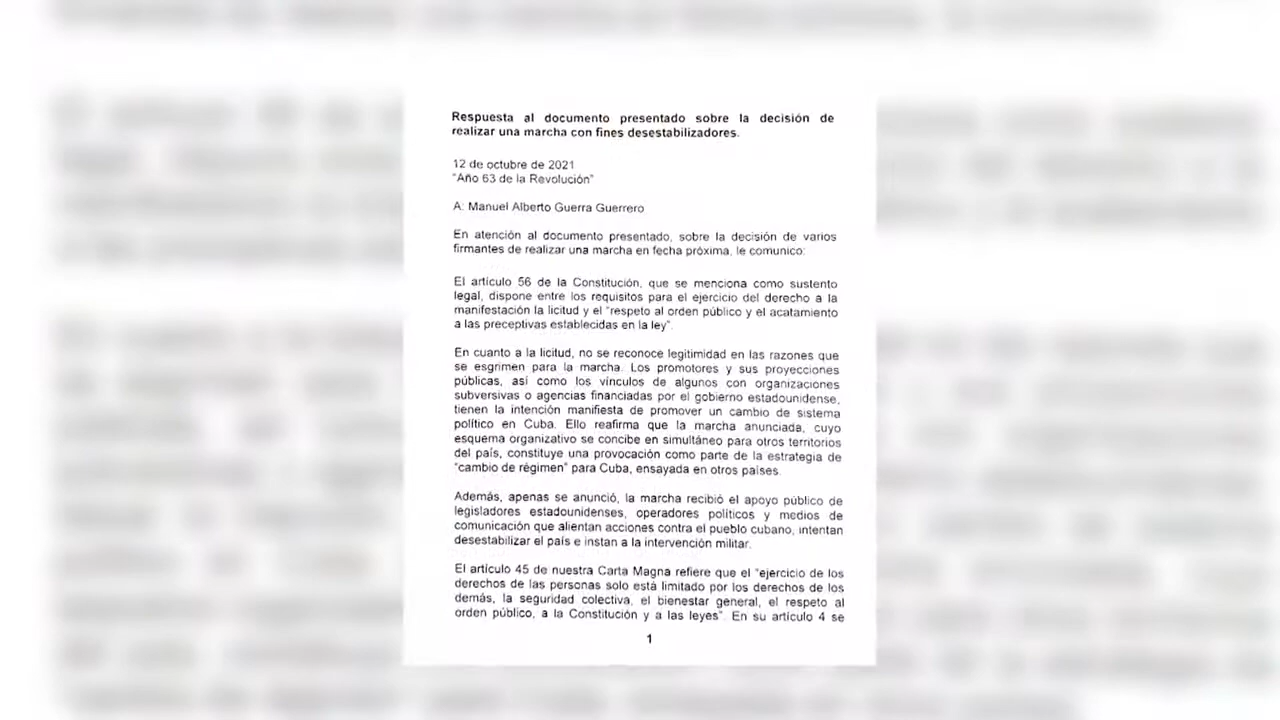 Respuesta al documento presentado sobre la decisión de
realizar una marcha con fines desestabilizadores.
12 de octubre de 2021
"Año 63 de la Revolución"
A: Manuel Alberto Guerra Guerrero
En atención al documento presentado, sobre la decisión de varios
firmantes de realizar una marcha en fecha próxima, le comunico:
El artículo 56 de la Constitución, que se menciona como sustento
legal, dispone entre los requisitos para el ejercicio del derecho a la
manifestación la licitud y el "respeto al orden público y el acatamiento
a las preceptivas establecidas en la ley".
En cuanto a la licitud, no se reconoce legitimidad en las razones que
se esgrimen para la marcha. Los promotores y sus proyecciones
públicas, así como los vínculos de algunos con organizaciones
subversivas o agencias financiadas por el gobierno estadounidense,
tienen la intención manifiesta de promover un cambio de sistema
político en Cuba. Ello reafirma que la marcha anunciada, cuyo
esquema organizativo se concibe en simultáneo para otros territorios
del país, constituye una provocación como parte de la estrategia de
"cambio de régimen" para Cuba, ensayada en otros países.
Además, apenas se anunció, la marcha recibió el apoyo público de
legisladores estadounidenses, operadores políticos y medios de
comunicación que alientan acciones contra el pueblo cubano, intentan
desestabilizar el país e instan a la intervención militar.
El artículo 45 de nuestra Carta Magna refiere que el "ejercicio de los
derechos de las personas solo está limitado por los derechos de los
demás, la seguridad colectiva, el bienestar general, el respeto al
orden público, a la Constitución y a las leyes". En su artículo 4 se
1